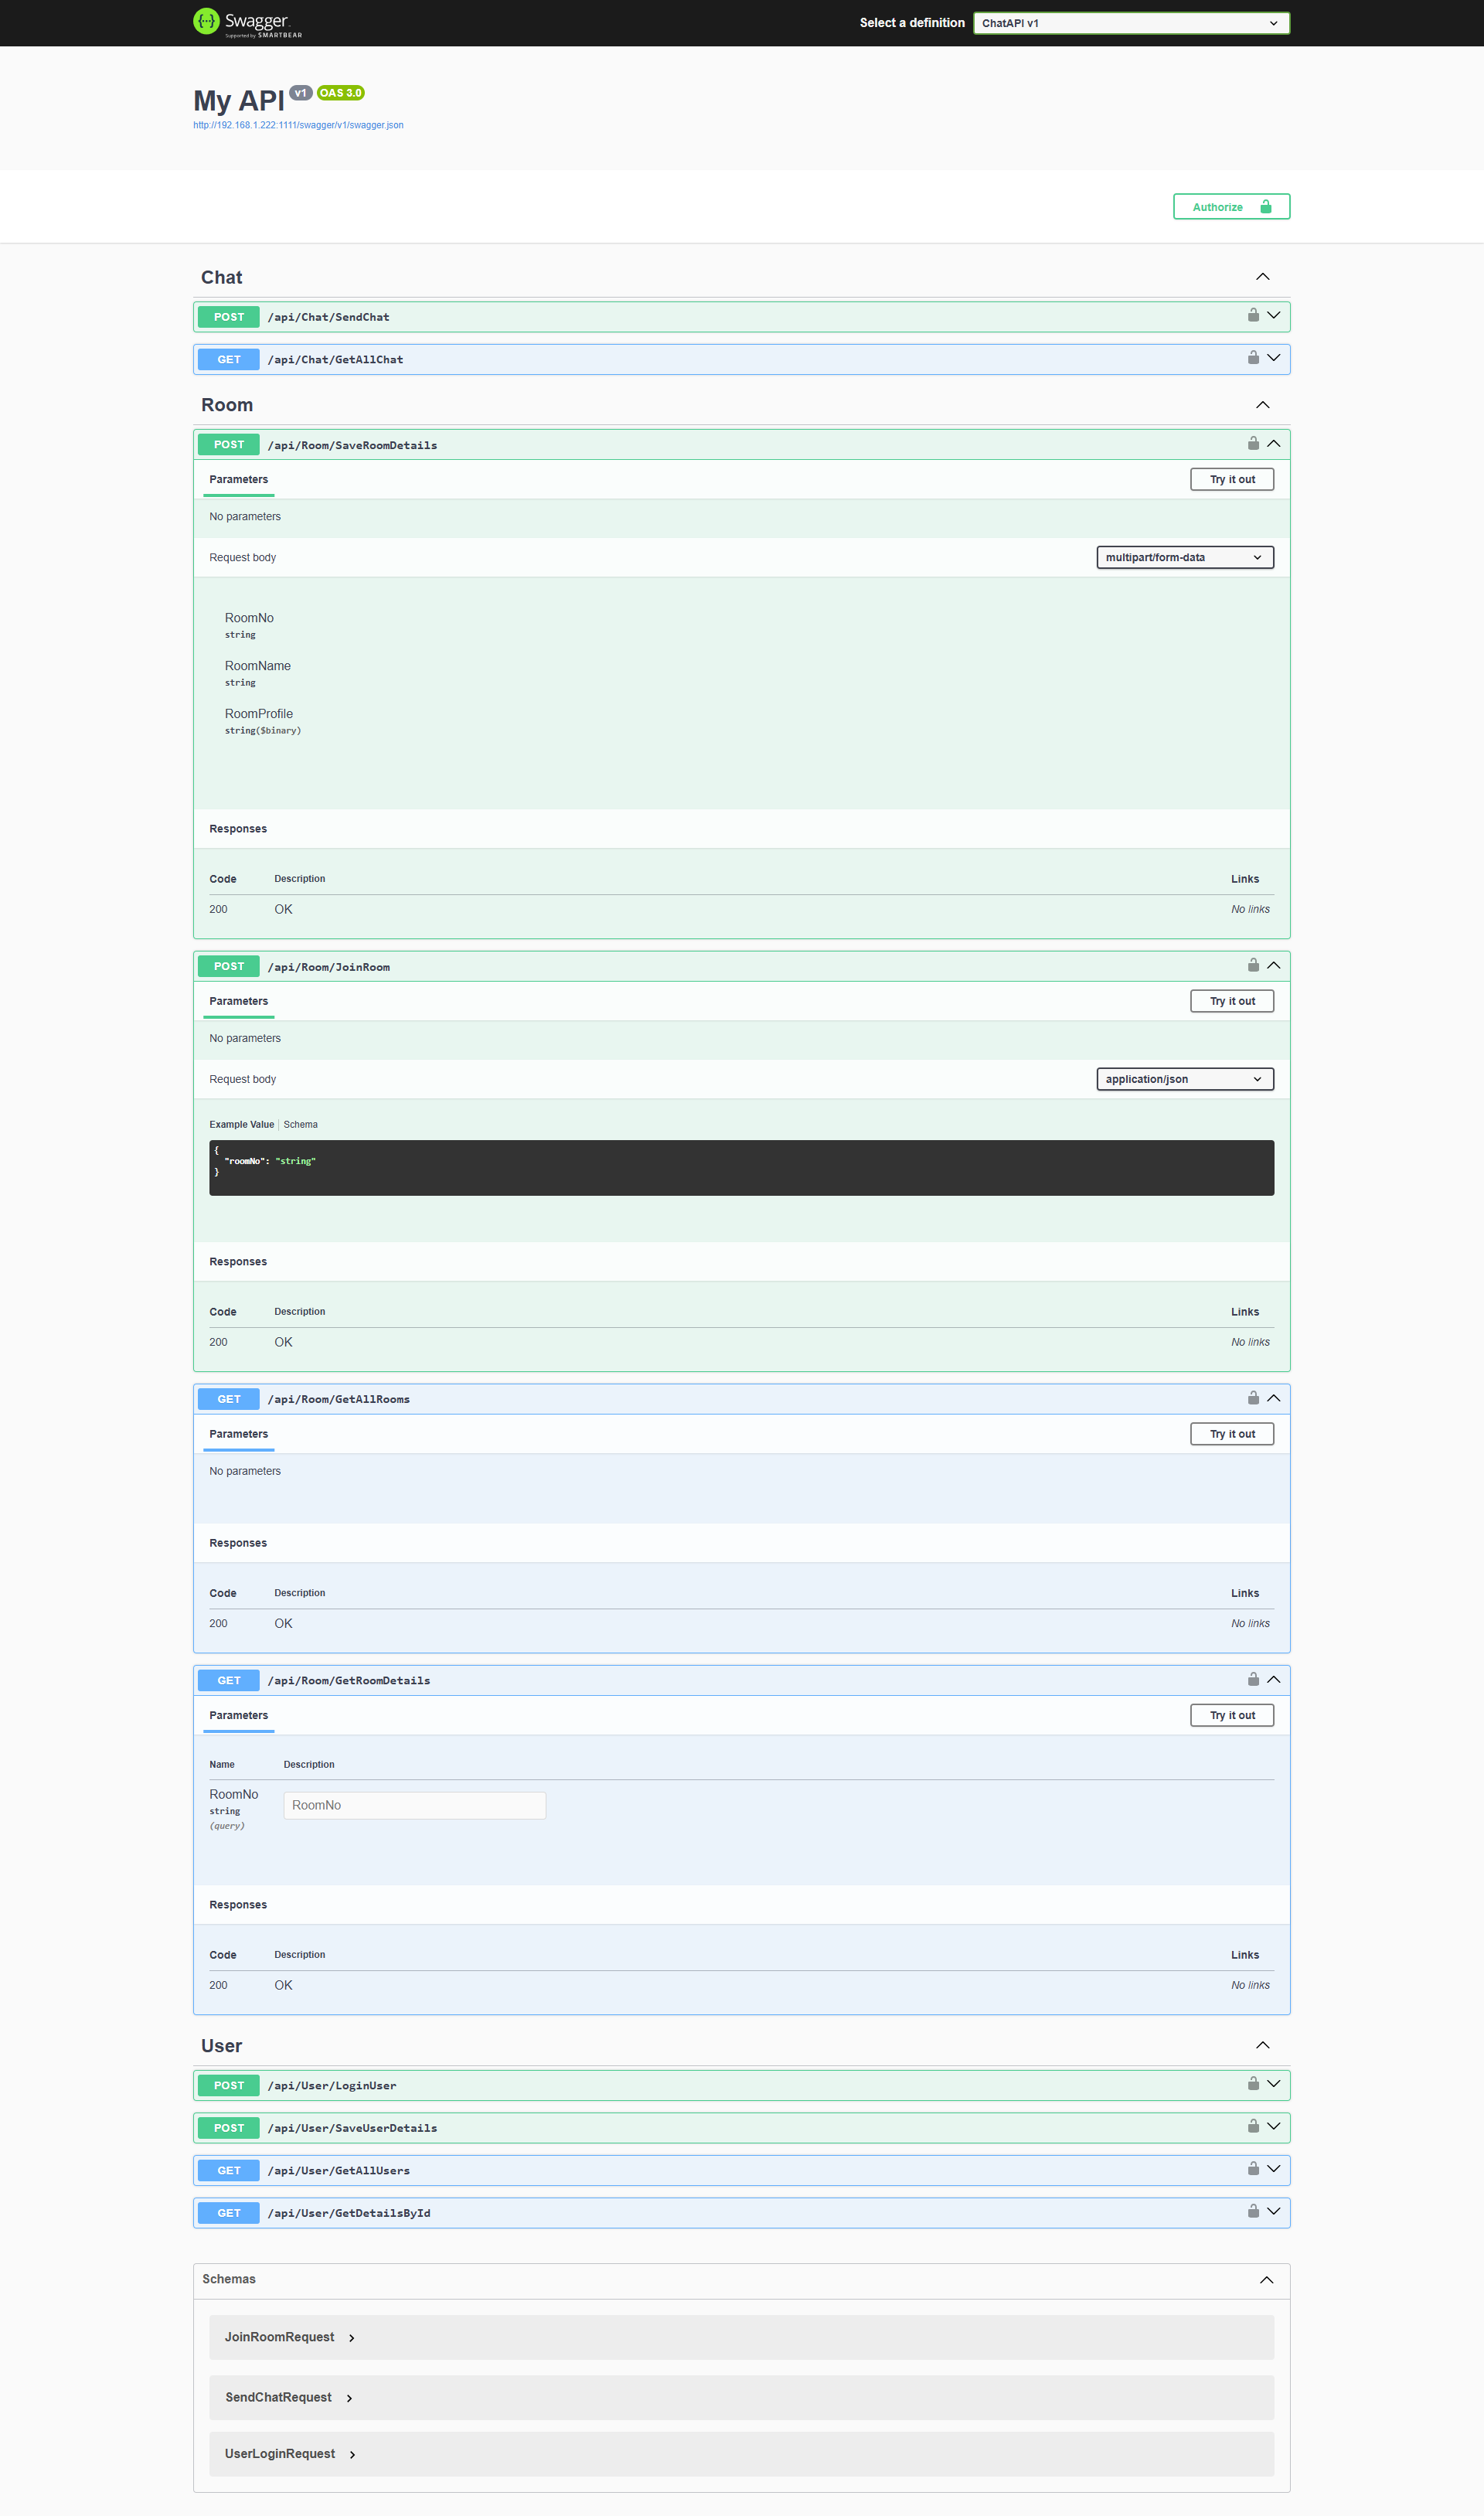 Swagger
Supported by SMARTBEAR
Select a definition
ChatAPI v1
My API v1 OAS 3.0
http://192.168.1.222:1111/swagger/v1/swagger.json
Authorize
Chat
POST /api/Chat/SendChat
GET /api/Chat/GetAllChat
Room
POST /api/Room/SaveRoomDetails
Parameters Try it out
No parameters
Request body multipart/form-data
RoomNo
string
RoomName
string
RoomProfile
string($binary)
Responses
Code Description Links
200 OK No links
POST /api/Room/JoinRoom
Parameters Try it out
No parameters
Request body application/json
Example Value Schema
{
"roomNo": "string"
}
Responses
Code Description Links
200 OK No links
GET /api/Room/GetAllRooms
Parameters Try it out
No parameters
Responses
Code Description Links
200 OK No links
GET /api/Room/GetRoomDetails
Parameters Try it out
Name Description
RoomNo RoomNo
string
(query)
Responses
Code Description Links
200 OK No links
User
POST /api/User/LoginUser
POST /api/User/SaveUserDetails
GET /api/User/GetAllUsers
GET /api/User/GetDetailsById
Schemas
JoinRoomRequest
SendChatRequest
UserLoginRequest